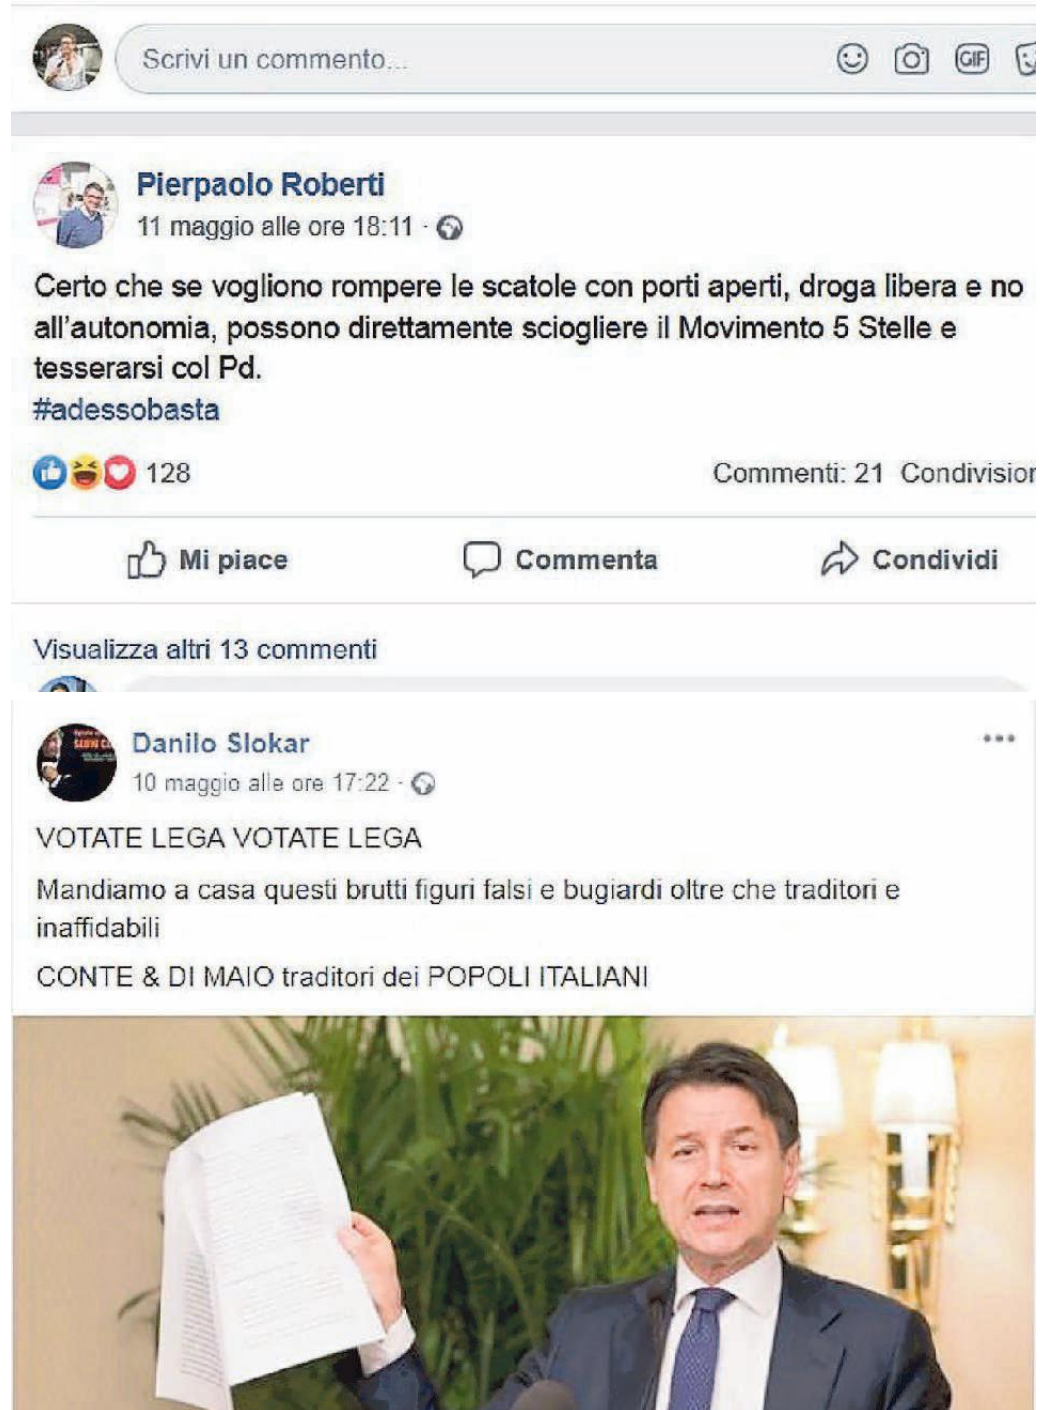 Scrivi un commento...
GIF
Pierpaolo Roberti
11 maggio alle ore 18:11 ·
Certo che se vogliono rompere le scatole con porti aperti, droga libera e no
all'autonomia, possono direttamente sciogliere il Movimento 5 Stelle e
tesserarsi col Pd.
#adessobasta
128
Commenti: 21 Condivision
Mi piace
Commenta
Condividi
Visualizza altri 13 commenti
Danilo Slokar
10 maggio alle ore 17:22 ·
VOTATE LEGA VOTATE LEGA
Mandiamo a casa questi brutti figuri falsi e bugiardi oltre che traditori e
inaffidabili
CONTE & DI MAIO traditori dei POPOLI ITALIANI